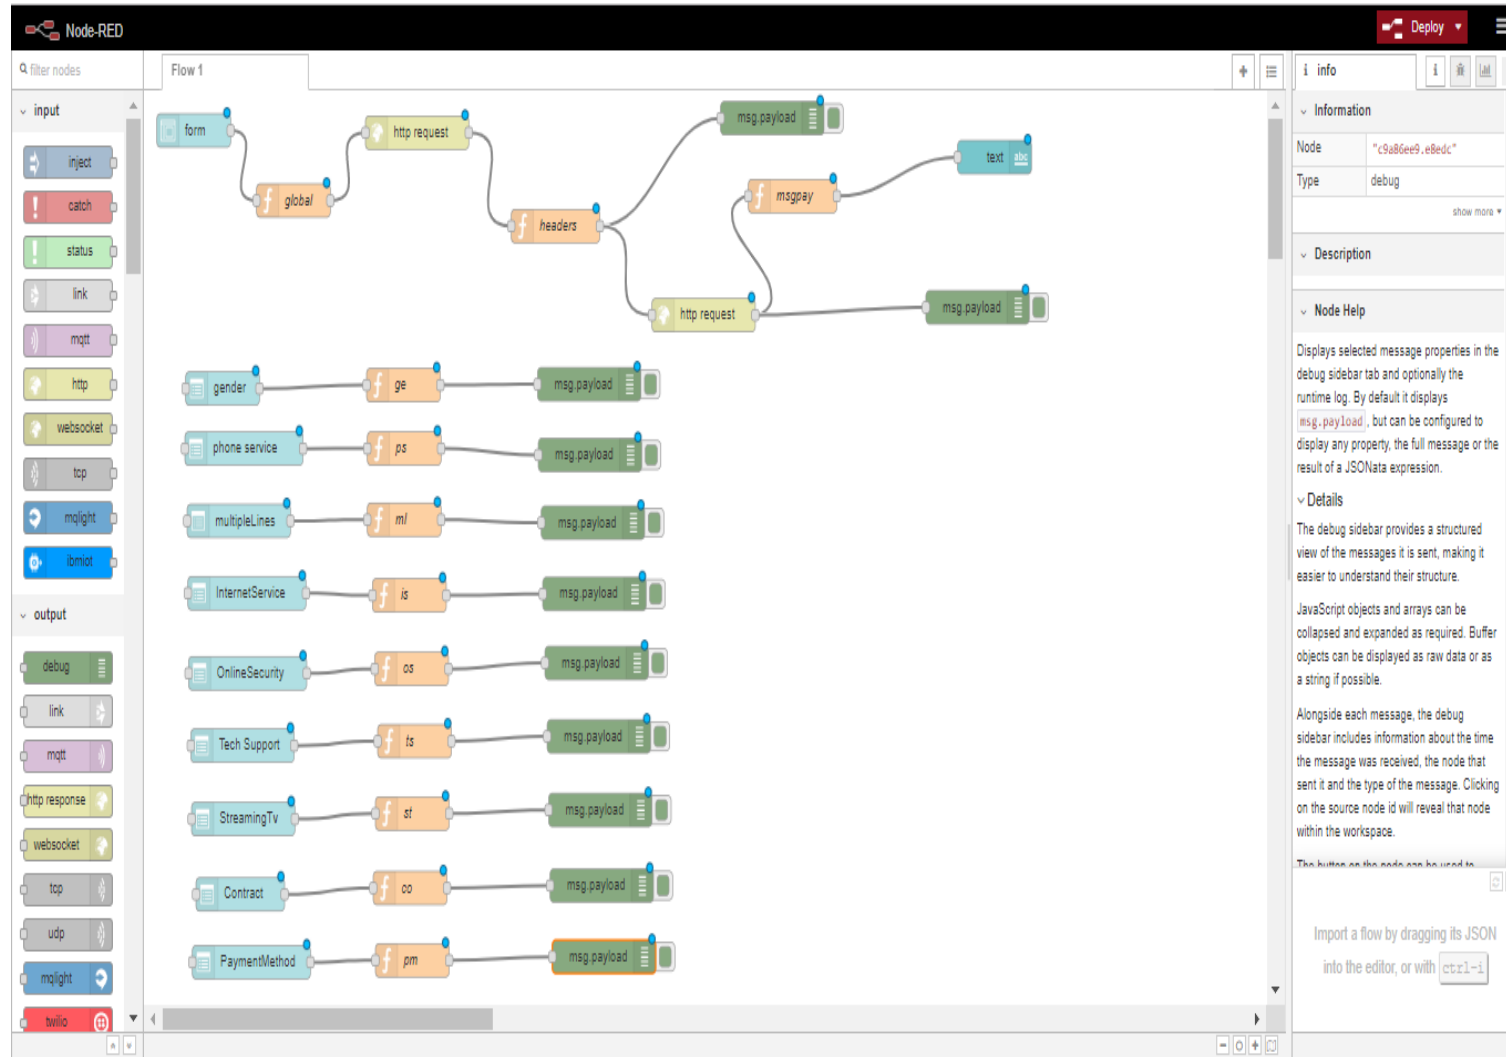 Node-RED
Deploy
filter nodes
Flow 1
i info
i
input
inject
catch
status
link
mqtt
http
websocket
tcp
mqlight
ibmiot
output
debug
link
mqtt
http response
websocket
tcp
udp
mqlight
twilio
form
global
http request
headers
msg.payload
msgpay
text
abc
http request
msg.payload
gender
ge
msg.payload
phone service
ps
msg.payload
multipleLines
ml
msg.payload
InternetService
is
msg.payload
OnlineSecurity
os
msg.payload
Tech Support
ts
msg.payload
StreamingTv
st
msg.payload
Contract
msg.payload
PaymentMethod
pm
msg.payload
Information
Node "c9a86ee9.e8edc"
Type debug
show more
Description
Node Help
Displays selected message properties in the
debug sidebar tab and optionally the
runtime log. By default it displays
msg.payload , but can be configured to
display any property, the full message or the
result of a JSONata expression.
Details
The debug sidebar provides a structured
view of the messages it is sent, making it
easier to understand their structure.
JavaScript objects and arrays can be
collapsed and expanded as required. Buffer
objects can be displayed as raw data or as
a string if possible.
Alongside each message, the debug
sidebar includes information about the time
the message was received, the node that
sent it and the type of the message. Clicking
on the source node id will reveal that node
within the workspace.
The button on the node can be used to
Import a flow by dragging its JSON
into the editor, or with ctrl-i